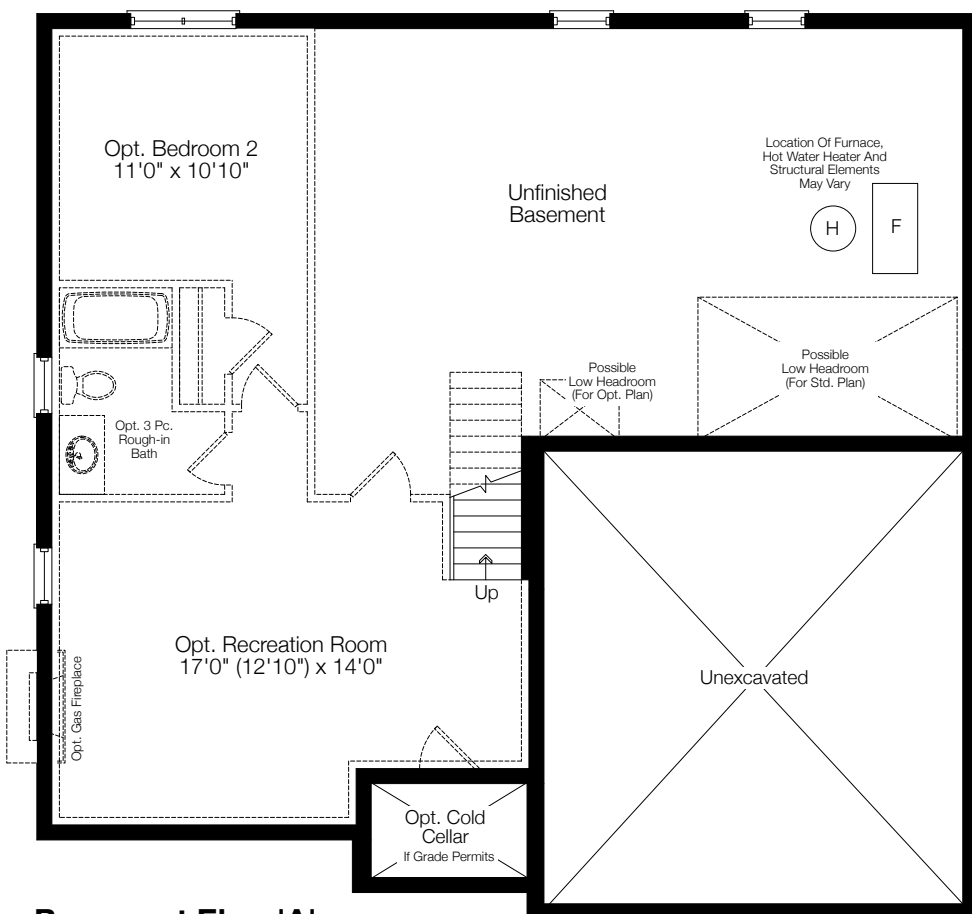 Opt. Bedroom 2
11'0" x 10'10"
Unfinished
Basement
Location Of Furnace,
Hot Water Heater And
Structural Elements
May Vary
H
F
Possible
Low Headroom
(For Opt. Plan)
Possible
Low Headroom
(For Std. Plan)
Opt. 3 Pc.
Rough-in
Bath
Up
Opt. Recreation Room
17'0" (12'10") x 14'0"
Opt. Gas Fireplace
Unexcavated
Opt. Cold
Cellar
If Grade Permits